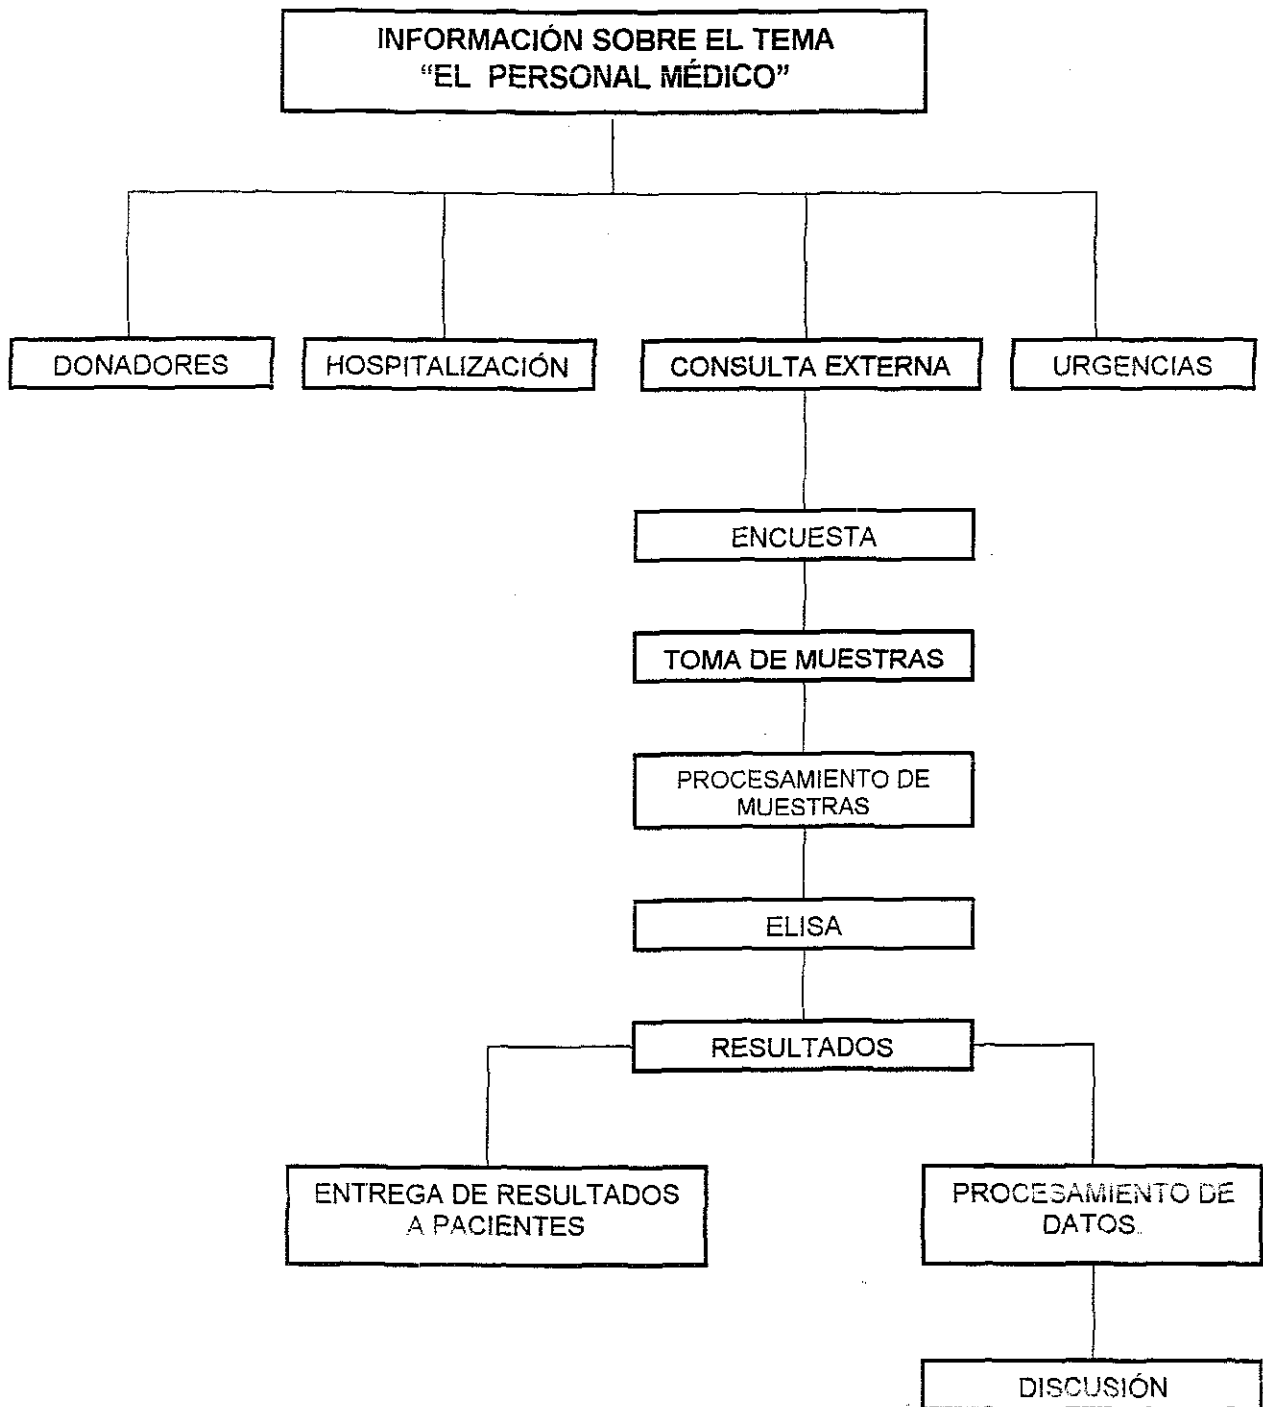 INFORMACIÓN SOBRE EL TEMA
“EL PERSONAL MÉDICO”
DONADORES
HOSPITALIZACIÓN
CONSULTA EXTERNA
URGENCIAS
ENCUESTA
TOMA DE MUESTRAS
PROCESAMIENTO DE
MUESTRAS
ELISA
RESULTADOS
ENTREGA DE RESULTADOS
A PACIENTES
PROCESAMIENTO DE
DATOS.
DISCUSIÓN